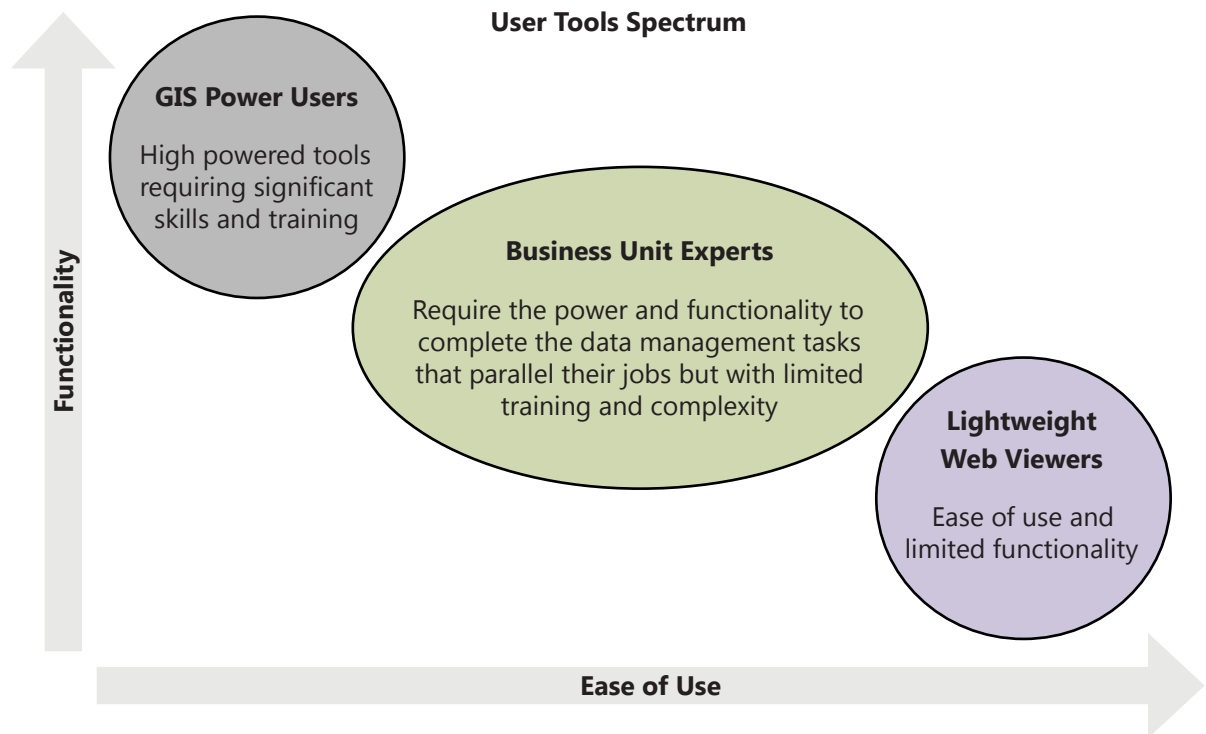 User Tools Spectrum
GIS Power Users
High powered tools
requiring significant
skills and training
Functionality
Business Unit Experts
Require the power and functionality to
complete the data management tasks
that parallel their jobs but with limited
training and complexity
Lightweight
Web Viewers
Ease of use and
limited functionality
Ease of Use